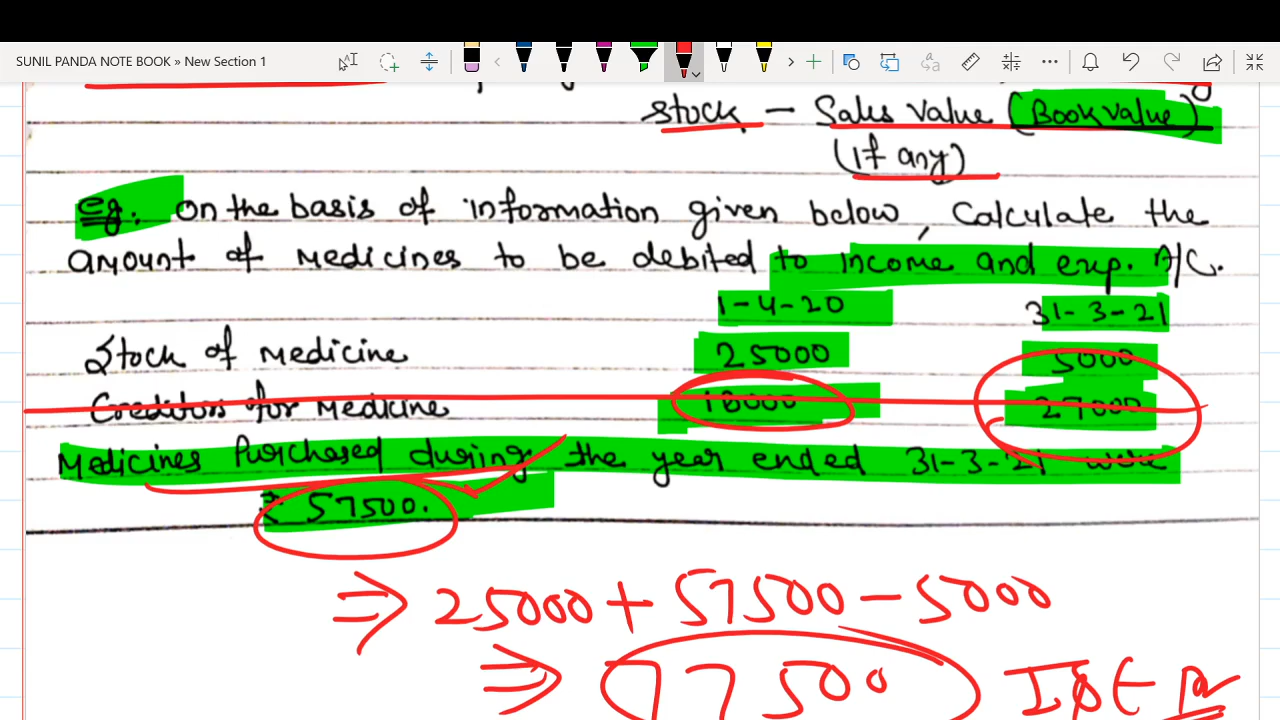 SUNIL PANDA NOTE BOOK » New Section 1
stock - Sales Value (Book value)
(If any)
eg. On the basis of information given below, Calculate the
amount of medicines to be debited to income and exp. A/C.
1-4-20 31-3-21
Stock of medicine 25000 5000
Creditors for medicine 18000 27000
Medicines Purchased during the year ended 31-3-21 were
₹ 57500.
⇒ 25000 + 57500 - 5000
⇒ 77500